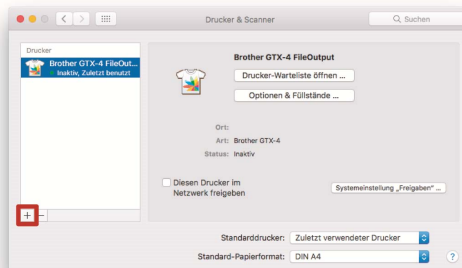 Drucker & Scanner
Suchen
Drucker
Brother GTX-4 FileOut...
Inaktiv, Zuletzt benutzt
Brother GTX-4 FileOutput
Drucker-Warteliste öffnen ...
Optionen & Füllstände ...
Ort:
Art: Brother GTX-4
Status: Inaktiv
Diesen Drucker im
Netzwerk freigeben
Systemeinstellung „Freigaben“ ...
+ −
Standarddrucker: Zuletzt verwendeter Drucker
Standard-Papierformat: DIN A4
?